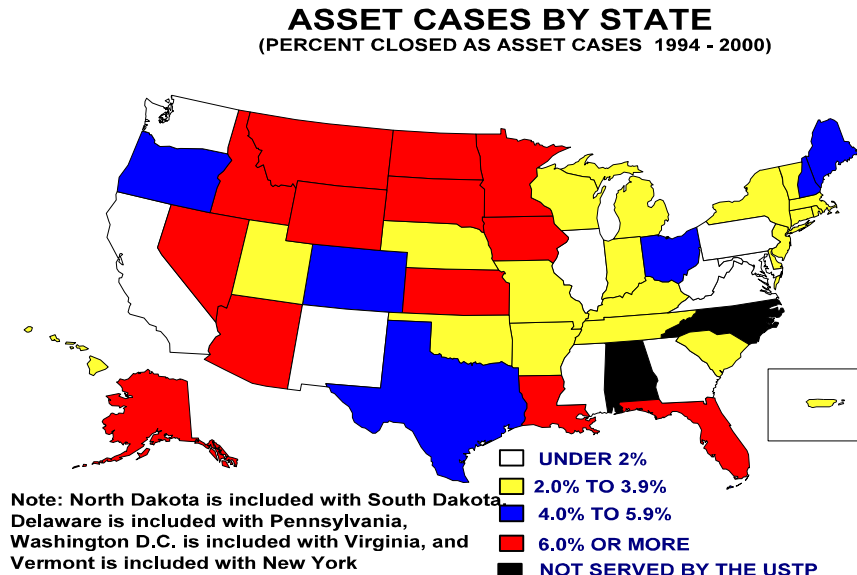 ASSET CASES BY STATE
(PERCENT CLOSED AS ASSET CASES 1994 - 2000)
UNDER 2%
2.0% TO 3.9%
4.0% TO 5.9%
6.0% OR MORE
NOT SERVED BY THE USTP
Note: North Dakota is included with South Dakota,
Delaware is included with Pennsylvania,
Washington D.C. is included with Virginia, and
Vermont is included with New York